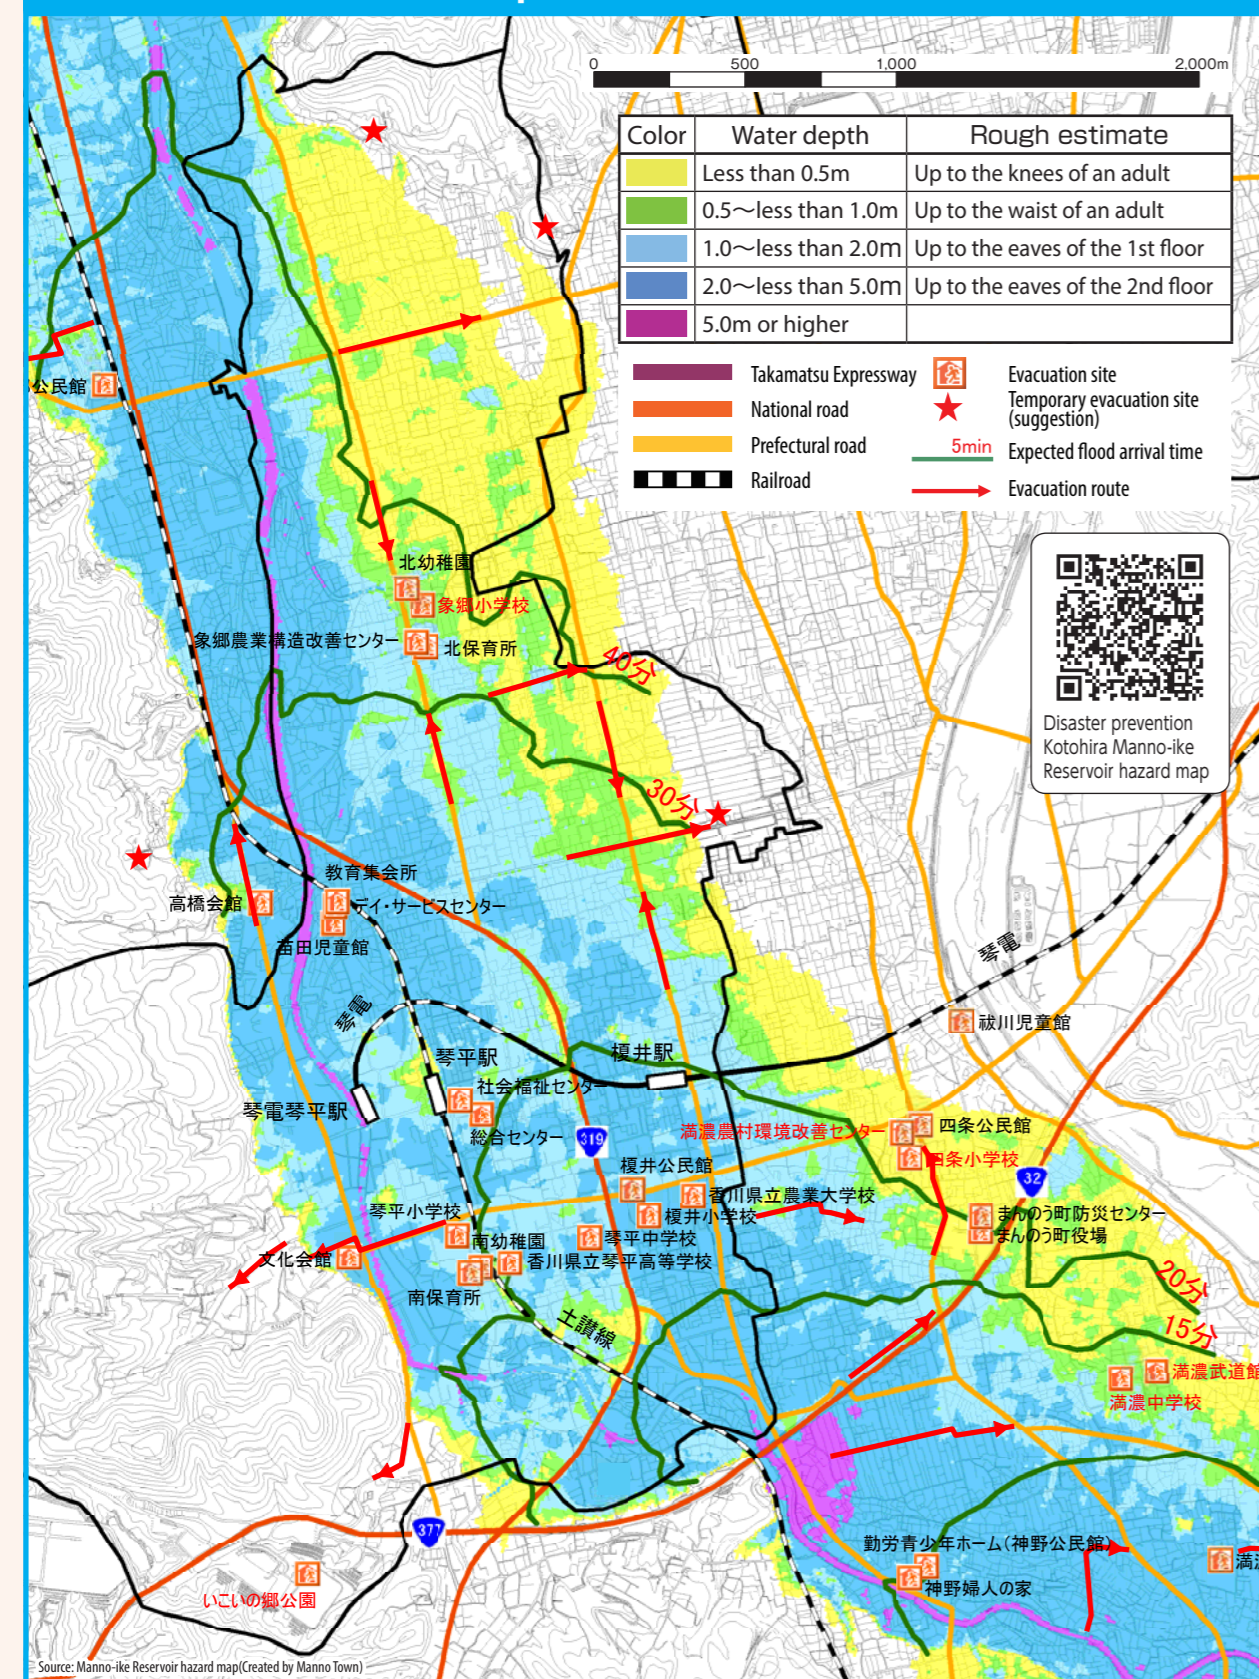 0 500 1,000 2,000m
Color Water depth Rough estimate
Less than 0.5m Up to the knees of an adult
0.5～less than 1.0m Up to the waist of an adult
1.0～less than 2.0m Up to the eaves of the 1st floor
2.0～less than 5.0m Up to the eaves of the 2nd floor
5.0m or higher
Takamatsu Expressway
National road
Prefectural road
Railroad
Evacuation site
Temporary evacuation site
(suggestion)
5min Expected flood arrival time
Evacuation route
公民館
北幼稚園
象郷小学校
象郷農業構造改善センター
北保育所
40分
Disaster prevention
Kotohira Manno-ike
Reservoir hazard map
30分
教育集会所
高橋会館
デイ・サービスセンター
苗田児童館
琴電
琴電
祓川児童館
琴平駅
榎井駅
社会福祉センター
琴電琴平駅
総合センター
319
満濃農村環境改善センター
四条公民館
四条小学校
榎井公民館
32
香川県立農業大学校
琴平小学校
榎井小学校
まんのう町防災センター
まんのう町役場
南幼稚園
琴平中学校
文化会館
香川県立琴平高等学校
南保育所
20分
土讃線
15分
満濃武道館
満濃中学校
377
勤労青少年ホーム(神野公民館)
満
神野婦人の家
いこいの郷公園
Source: Manno-ike Reservoir hazard map(Created by Manno Town)